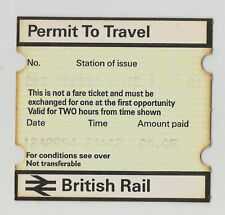 Permit To Travel
No. Station of issue
This is not a fare ticket and must be
exchanged for one at the first opportunity
Valid for TWO hours from time shown
Date Time Amount paid
For conditions see over
Not transferable
British Rail